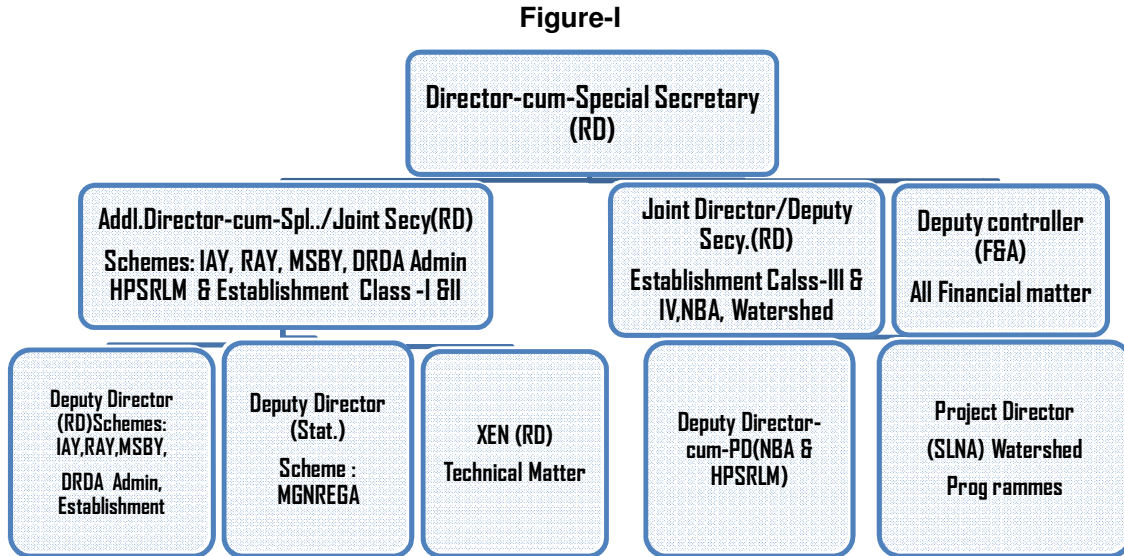 Figure-I
Director-cum-Special Secretary
(RD)
Addl.Director-cum-Spl../Joint Secy(RD)
Schemes: IAY, RAY, MSBY, DRDA Admin
HPSRLM & Establishment Class -I &II
Joint Director/Deputy
Secy.(RD)
Establishment Calss-III &
IV,NBA, Watershed
Deputy controller
(F&A)
All Financial matter
Deputy Director
(RD)Schemes:
IAY,RAY,MSBY,
DRDA Admin,
Establishment
Deputy Director
(Stat.)
Scheme :
MGNREGA
XEN (RD)
Technical Matter
Deputy Director-
cum-PD(NBA &
HPSRLM)
Project Director
(SLNA) Watershed
Prog rammes